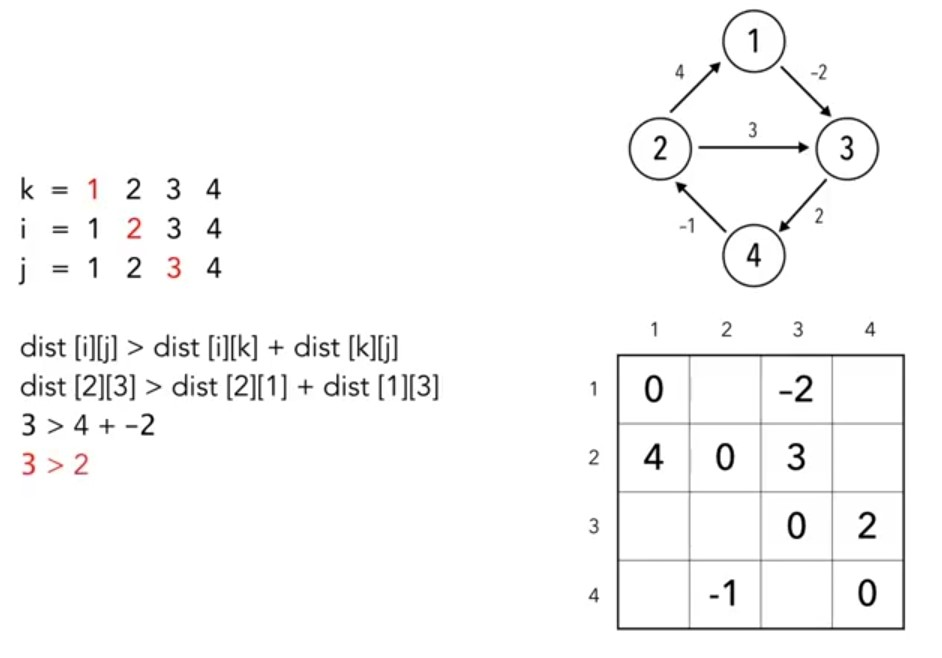 k = 1 2 3 4
i = 1 2 3 4
j = 1 2 3 4
dist [i][j] > dist [i][k] + dist [k][j]
dist [2][3] > dist [2][1] + dist [1][3]
3 > 4 + -2
3 > 2
1
4 -2
2 3 3
-1 2
4
1 2 3 4
1 0 -2
2 4 0 3
3 0 2
4 -1 0